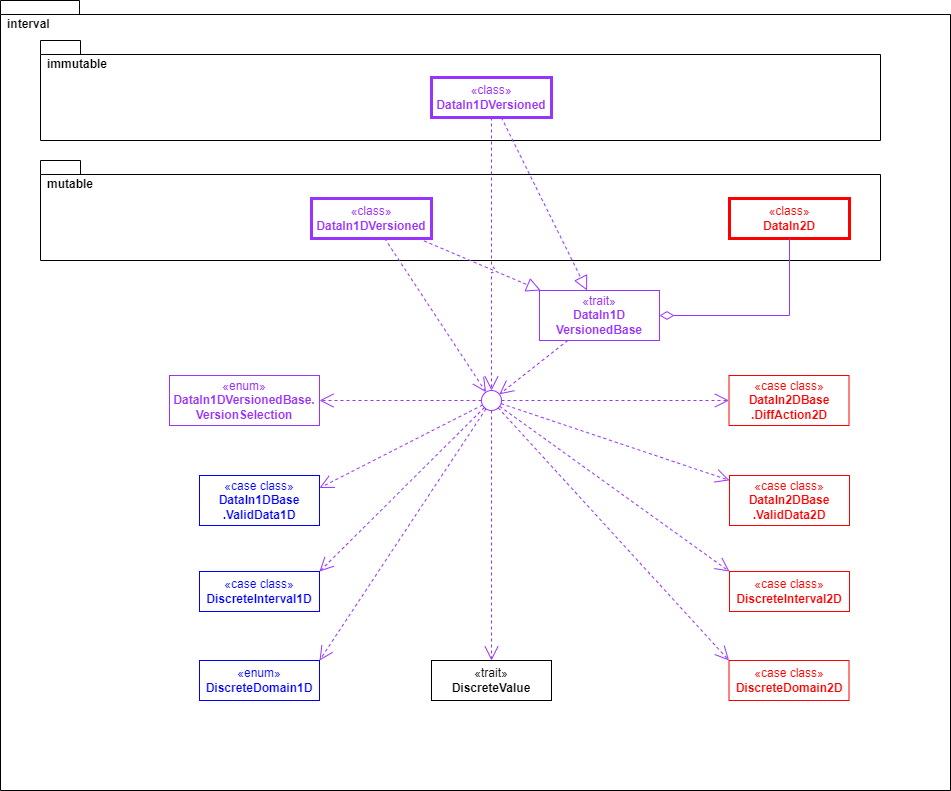 interval
immutable
«class»
DataIn1DVersioned
mutable
«class»
DataIn1DVersioned
«class»
DataIn2D
«trait»
DataIn1D
VersionedBase
«enum»
DataIn1DVersionedBase.
VersionSelection
«case class»
DataIn2DBase
.DiffAction2D
«case class»
DataIn1DBase
.ValidData1D
«case class»
DataIn2DBase
.ValidData2D
«case class»
DiscreteInterval1D
«case class»
DiscreteInterval2D
«enum»
DiscreteDomain1D
«trait»
DiscreteValue
«case class»
DiscreteDomain2D